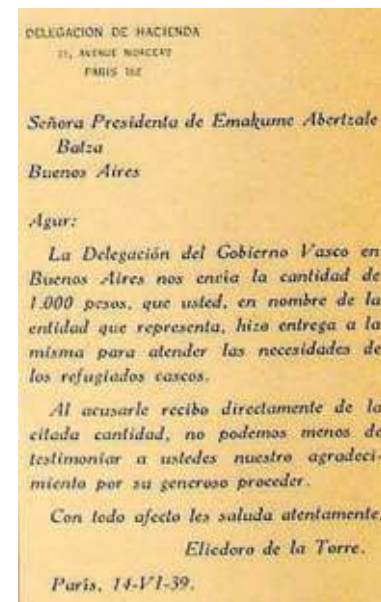 DELEGACION DE HACIENDA
AVENUE
PARIS
Señora Presidenta de Emakume Abertzale
Batza
Buenos Aires
Agur:
La Delegación del Gobierno Vasco en
Buenos Aires nos envía la cantidad de
1.000 pesos, que usted, en nombre de la
entidad que representa, hizo entrega a la
misma para atender las necesidades de
los refugiados vascos.
Al acusarle recibo directamente de la
citada cantidad, no podemos menos de
testimoniar a ustedes nuestro agradeci-
miento por su generoso proceder.
Con todo afecto les saluda atentamente,
Eliodoro de la Torre.
París, 14-VI-39.